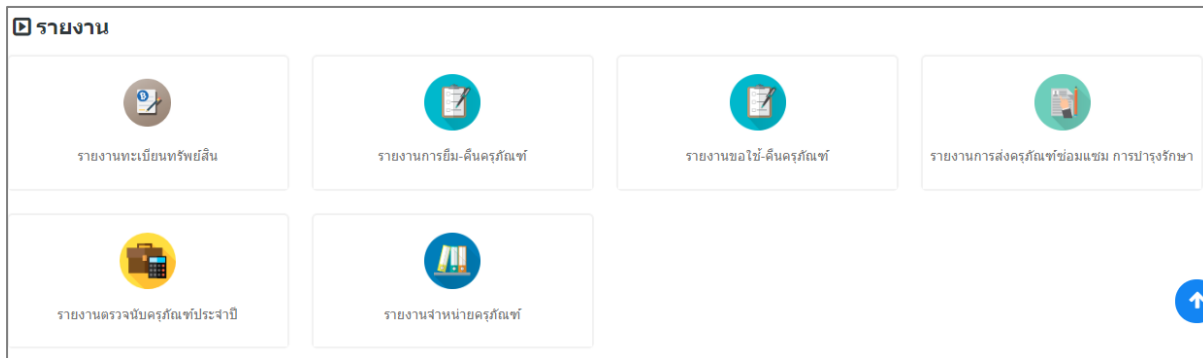 รายงาน
รายงานทะเบียนทรัพย์สิน
รายงานการยืม-คืนครุภัณฑ์
รายงานขอใช้-คืนครุภัณฑ์
รายงานการส่งครุภัณฑ์ซ่อมแซม การบำรุงรักษา
รายงานตรวจนับครุภัณฑ์ประจำปี
รายงานจำหน่ายครุภัณฑ์